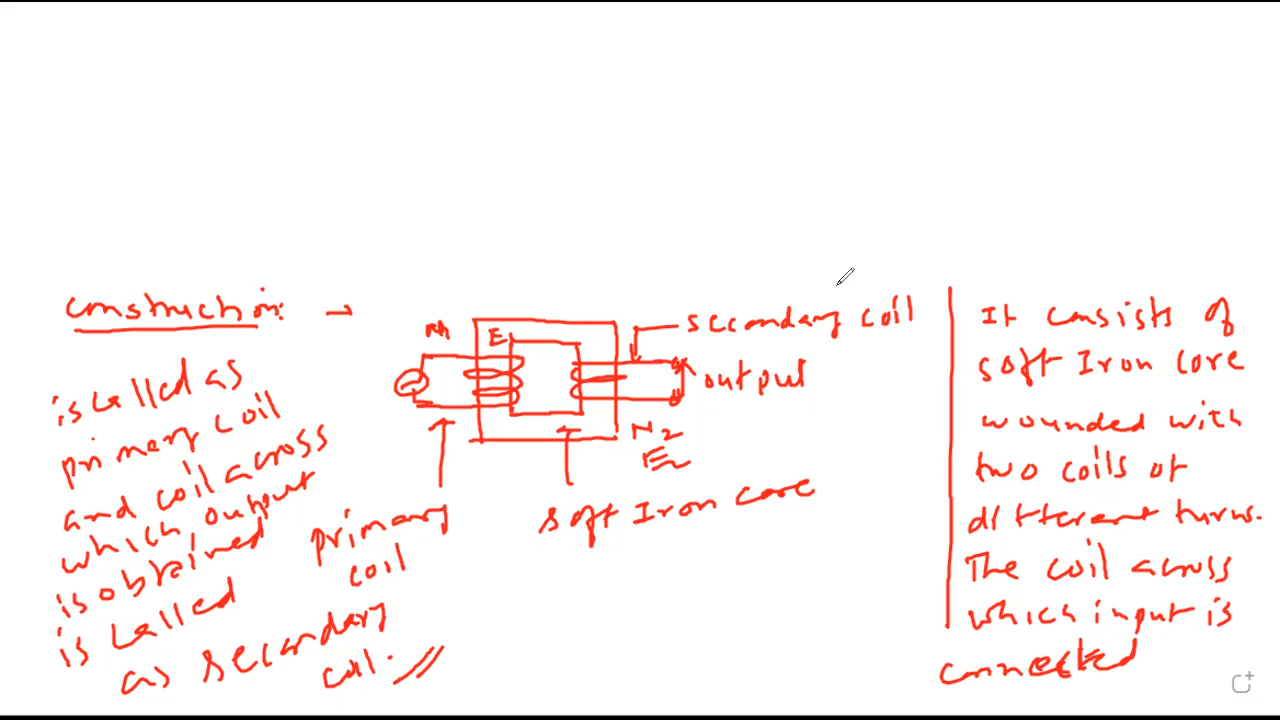 construction: →
secondary coil
output
E
N2
E2
primary
coil
soft Iron core
It consists of
soft Iron core
wounded with
two coils of
different turns.
The coil across
which input is
connected
is called as
primary coil
and coil across
which output
is obtained
is called
as secondary
coil.